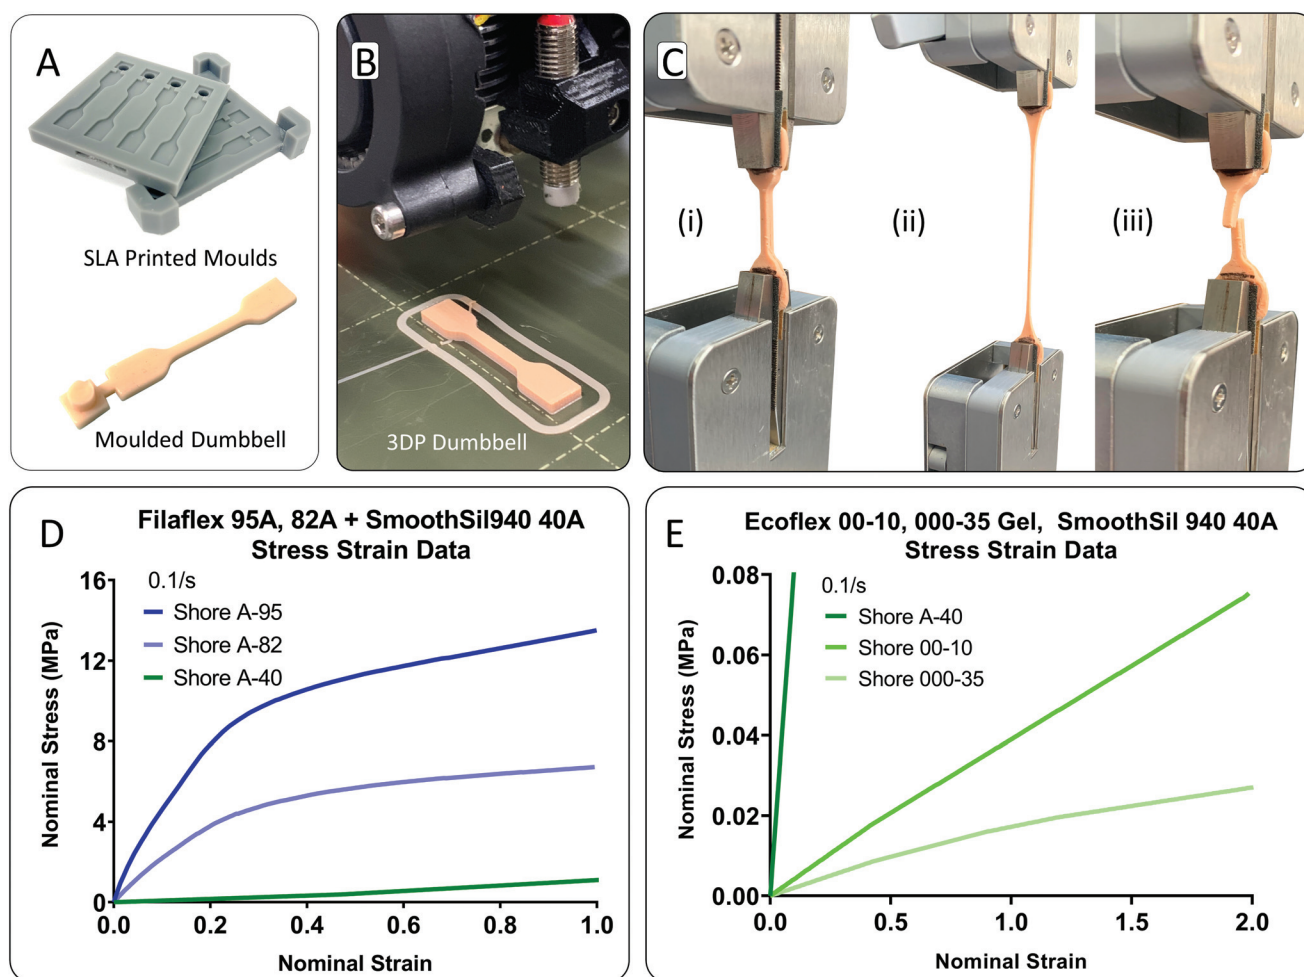 A
SLA Printed Moulds
Moulded Dumbbell
B
3DP Dumbbell
C
(i)
(ii)
(iii)
D
Filaflex 95A, 82A + SmoothSil940 40A
Stress Strain Data
0.1/s
Shore A-95
Shore A-82
Shore A-40
Nominal Stress (MPa)
16
12
8
4
0
0.0 0.2 0.4 0.6 0.8 1.0
Nominal Strain
E
Ecoflex 00-10, 000-35 Gel, SmoothSil 940 40A
Stress Strain Data
0.1/s
Shore A-40
Shore 00-10
Shore 000-35
Nominal Stress (MPa)
0.08
0.06
0.04
0.02
0.00
0.0 0.5 1.0 1.5 2.0
Nominal Strain